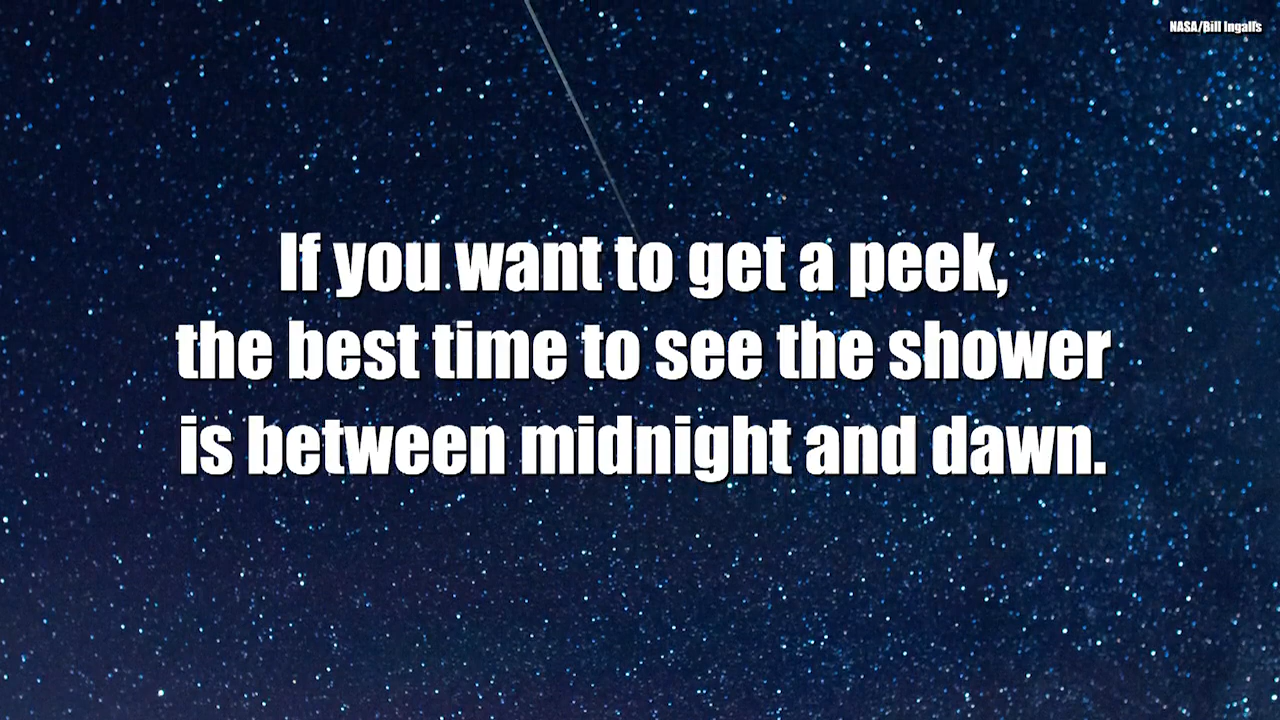 NASA/Bill Ingalls
If you want to get a peek,
the best time to see the shower
is between midnight and dawn.